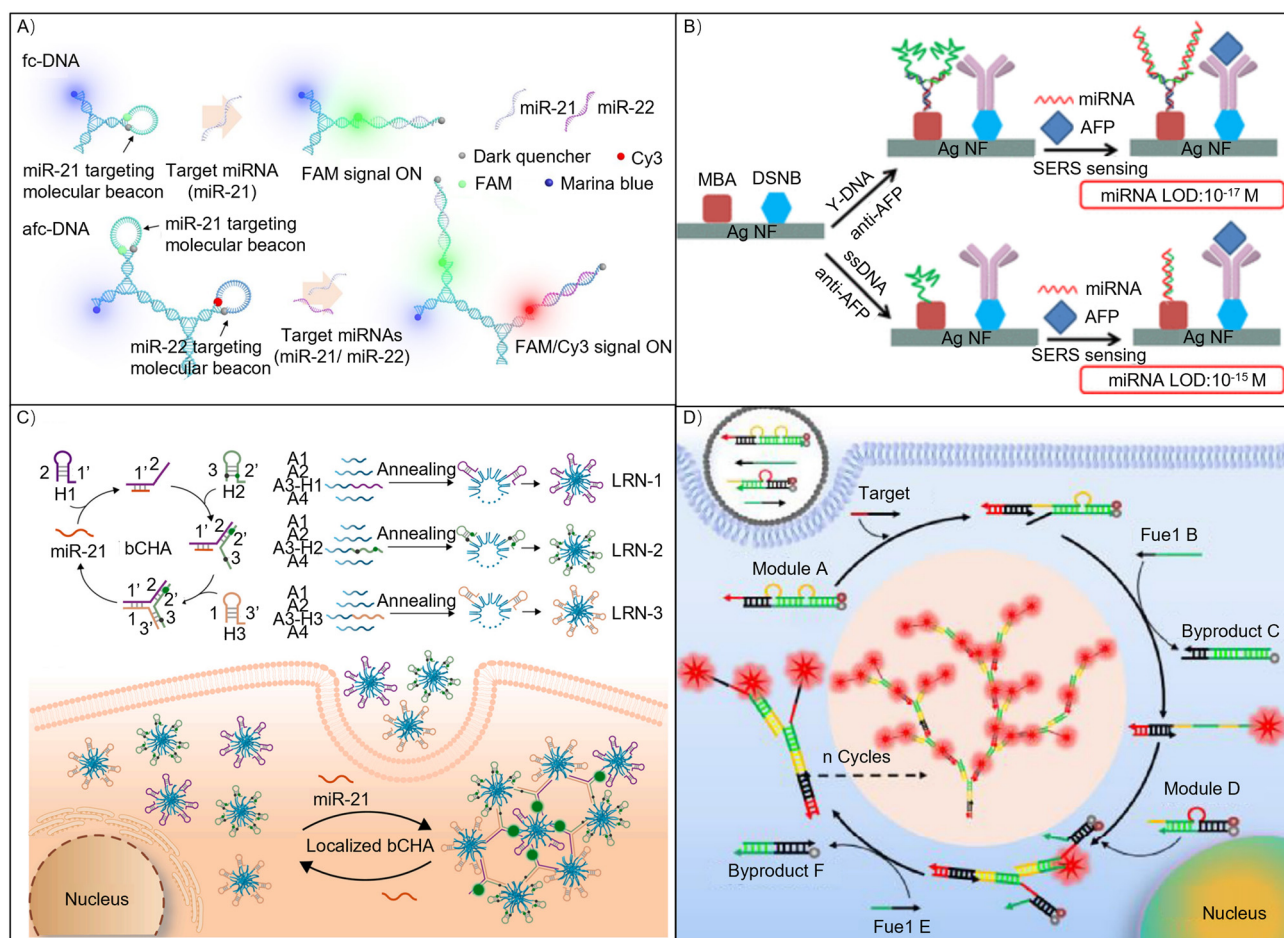 A)
fc-DNA
miR-21 targeting
molecular beacon
Target miRNA
(miR-21)
FAM signal ON
miR-21
miR-22
Dark quencher
Cy3
FAM
Marina blue
afc-DNA
miR-21 targeting
molecular beacon
miR-22 targeting
molecular beacon
Target miRNAs
(miR-21/ miR-22)
FAM/Cy3 signal ON
B)
MBA
DSNB
Ag NF
Y-DNA
anti-AFP
ssDNA
anti-AFP
Ag NF
miRNA
AFP
SERS sensing
Ag NF
miRNA LOD:10⁻¹⁷ M
Ag NF
miRNA
AFP
SERS sensing
Ag NF
miRNA LOD:10⁻¹⁵ M
C)
2
1'
H1
1'
2
3
2'
H2
miR-21
bCHA
1'
2
2'
3
1'
2
2'
1
3
3'
1
3'
H3
A1
A2
A3-H1
A4
Annealing
LRN-1
A1
A2
A3-H2
A4
Annealing
LRN-2
A1
A2
A3-H3
A4
Annealing
LRN-3
miR-21
Localized bCHA
Nucleus
D)
Target
Module A
Fue1 B
Byproduct C
n Cycles
Module D
Byproduct F
Fue1 E
Nucleus